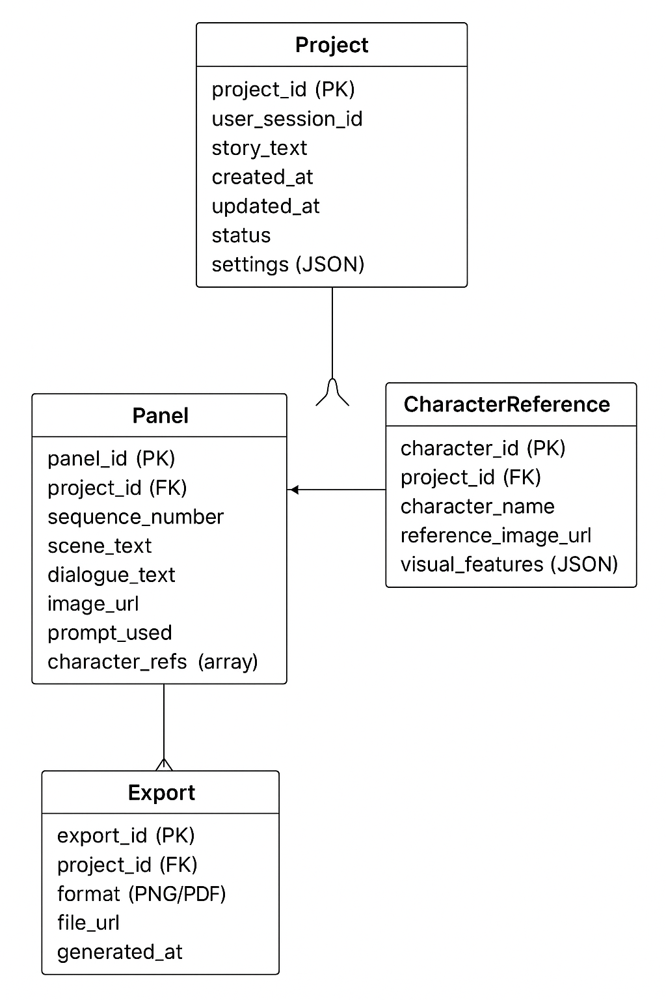 Project
project_id (PK)
user_session_id
story_text
created_at
updated_at
status
settings (JSON)
Panel
panel_id (PK)
project_id (FK)
sequence_number
scene_text
dialogue_text
image_url
prompt_used
character_refs (array)
CharacterReference
character_id (PK)
project_id (FK)
character_name
reference_image_url
visual_features (JSON)
Export
export_id (PK)
project_id (FK)
format (PNG/PDF)
file_url
generated_at